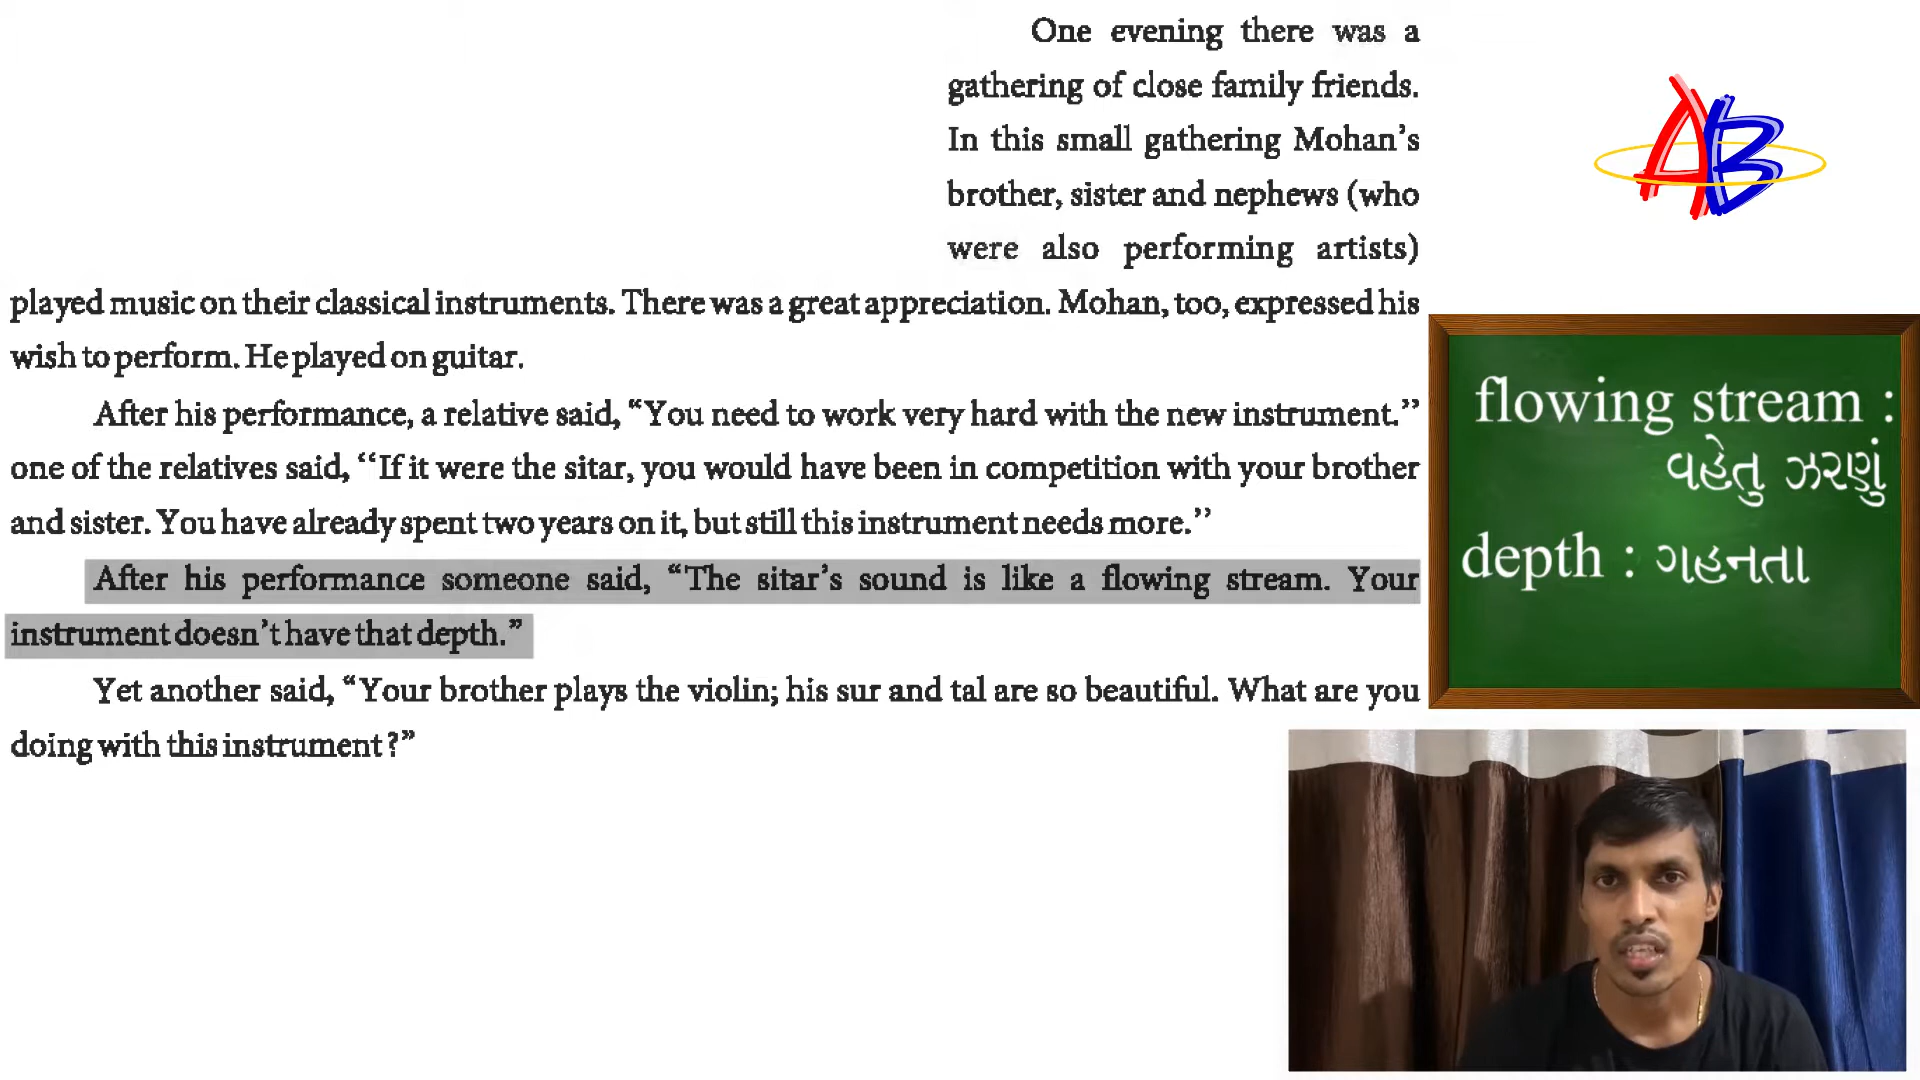 One evening there was a
gathering of close family friends.
In this small gathering Mohan’s
brother, sister and nephews (who
were also performing artists)
played music on their classical instruments. There was a great appreciation. Mohan, too, expressed his
wish to perform. He played on guitar.
After his performance, a relative said, “You need to work very hard with the new instrument.’’
one of the relatives said, ‘‘If it were the sitar, you would have been in competition with your brother
and sister. You have already spent two years on it, but still this instrument needs more.’’
After his performance someone said, “The sitar’s sound is like a flowing stream. Your
instrument doesn’t have that depth.”
Yet another said, “Your brother plays the violin; his sur and tal are so beautiful. What are you
doing with this instrument ?”
AB
flowing stream :
વહેતુ ઝરણું
depth : ગહનતા